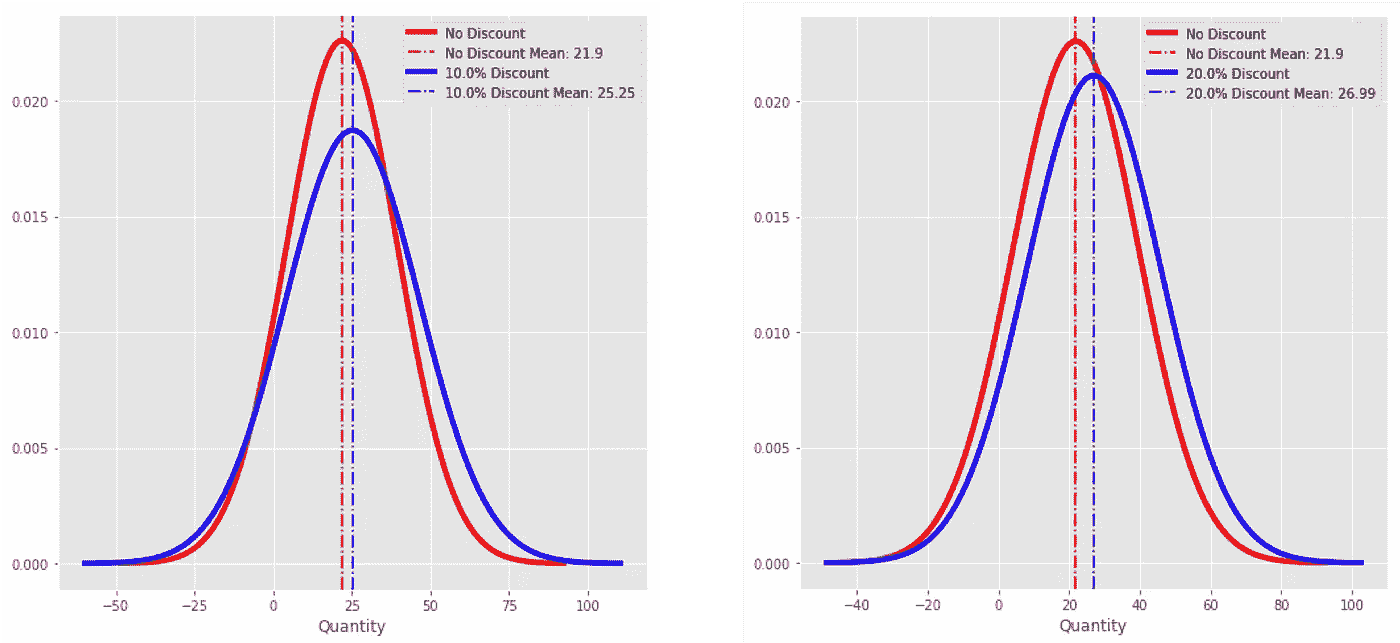 No Discount
No Discount Mean: 21.9
10.0% Discount
10.0% Discount Mean: 25.25
0.020
0.015
0.010
0.005
0.000
−50 −25 0 25 50 75 100
Quantity
No Discount
No Discount Mean: 21.9
20.0% Discount
20.0% Discount Mean: 26.99
0.020
0.015
0.010
0.005
0.000
−40 −20 0 20 40 60 80 100
Quantity